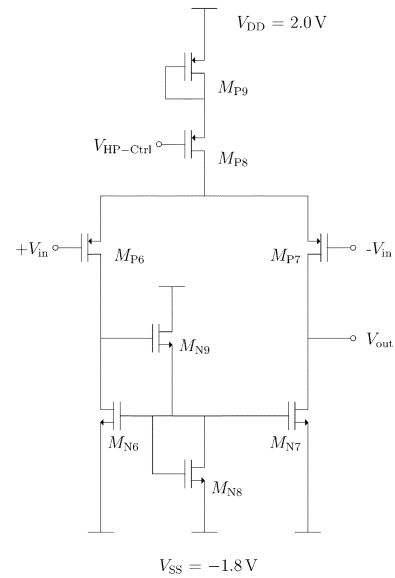 V_DD = 2.0 V
M_P9
V_HP−Ctrl
M_P8
+V_in
M_P6
M_P7
-V_in
M_N9
V_out
M_N6
M_N7
M_N8
V_SS = −1.8 V